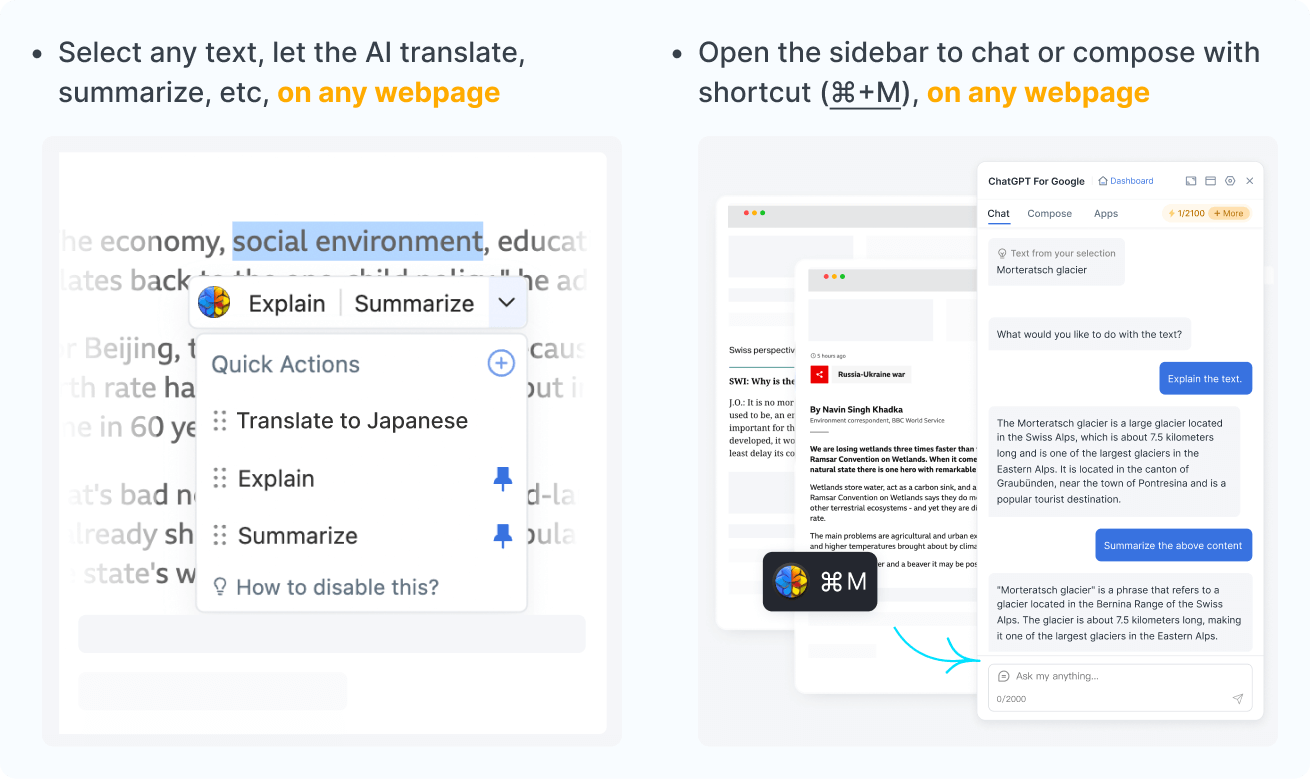 • Select any text, let the AI translate,
summarize, etc, on any webpage
he economy, social environment, educat
lates back to the one-child policy," he ad
or Beijing, t
caus
rth rate ha
out i
me in 60 ye
at's bad n
d-la
already sh
pula
state's w
Explain
Summarize
Quick Actions
Translate to Japanese
Explain
Summarize
How to disable this?
• Open the sidebar to chat or compose with
shortcut (⌘+M), on any webpage
Swiss perspectiv
SWI: Why is the
J.O.: It is no mor
used to be, an en
important for th
developed, it wo
least delay its co
5 hours ago
Russia-Ukraine war
By Navin Singh Khadka
Environment correspondent, BBC World Service
We are losing wetlands three times faster than
Ramsar Convention on Wetlands. When it come
natural state there is one hero with remarkable
Wetlands store water, act as a carbon sink, and a
Ramsar Convention on Wetlands says they do m
other terrestrial ecosystems - and yet they are di
rate.
The main problems are agricultural and urban ex
and higher temperatures brought about by clima
er and a beaver it may be pos
⌘ M
ChatGPT For Google
Dashboard
Chat
Compose
Apps
1/2100
+ More
Text from your selection
Morteratsch glacier
What would you like to do with the text?
Explain the text.
The Morteratsch glacier is a large glacier located
in the Swiss Alps, which is about 7.5 kilometers
long and is one of the largest glaciers in the
Eastern Alps. It is located in the canton of
Graubünden, near the town of Pontresina and is a
popular tourist destination.
Summarize the above content
"Morteratsch glacier" is a phrase that refers to a
glacier located in the Bernina Range of the Swiss
Alps. The glacier is about 7.5 kilometers long, making
it one of the largest glaciers in the Eastern Alps.
Ask my anything...
0/2000